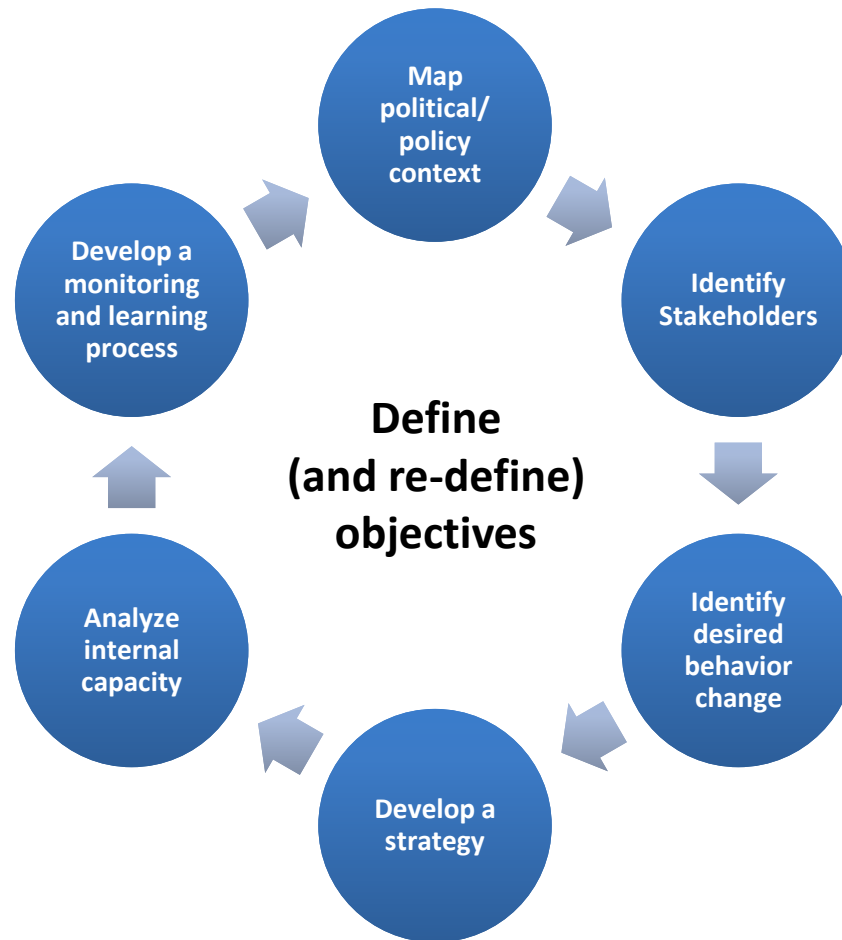 Map
political/
policy
context
Identify
Stakeholders
Identify
desired
behavior
change
Develop a
strategy
Analyze
internal
capacity
Develop a
monitoring
and learning
process
Define
(and re-define)
objectives